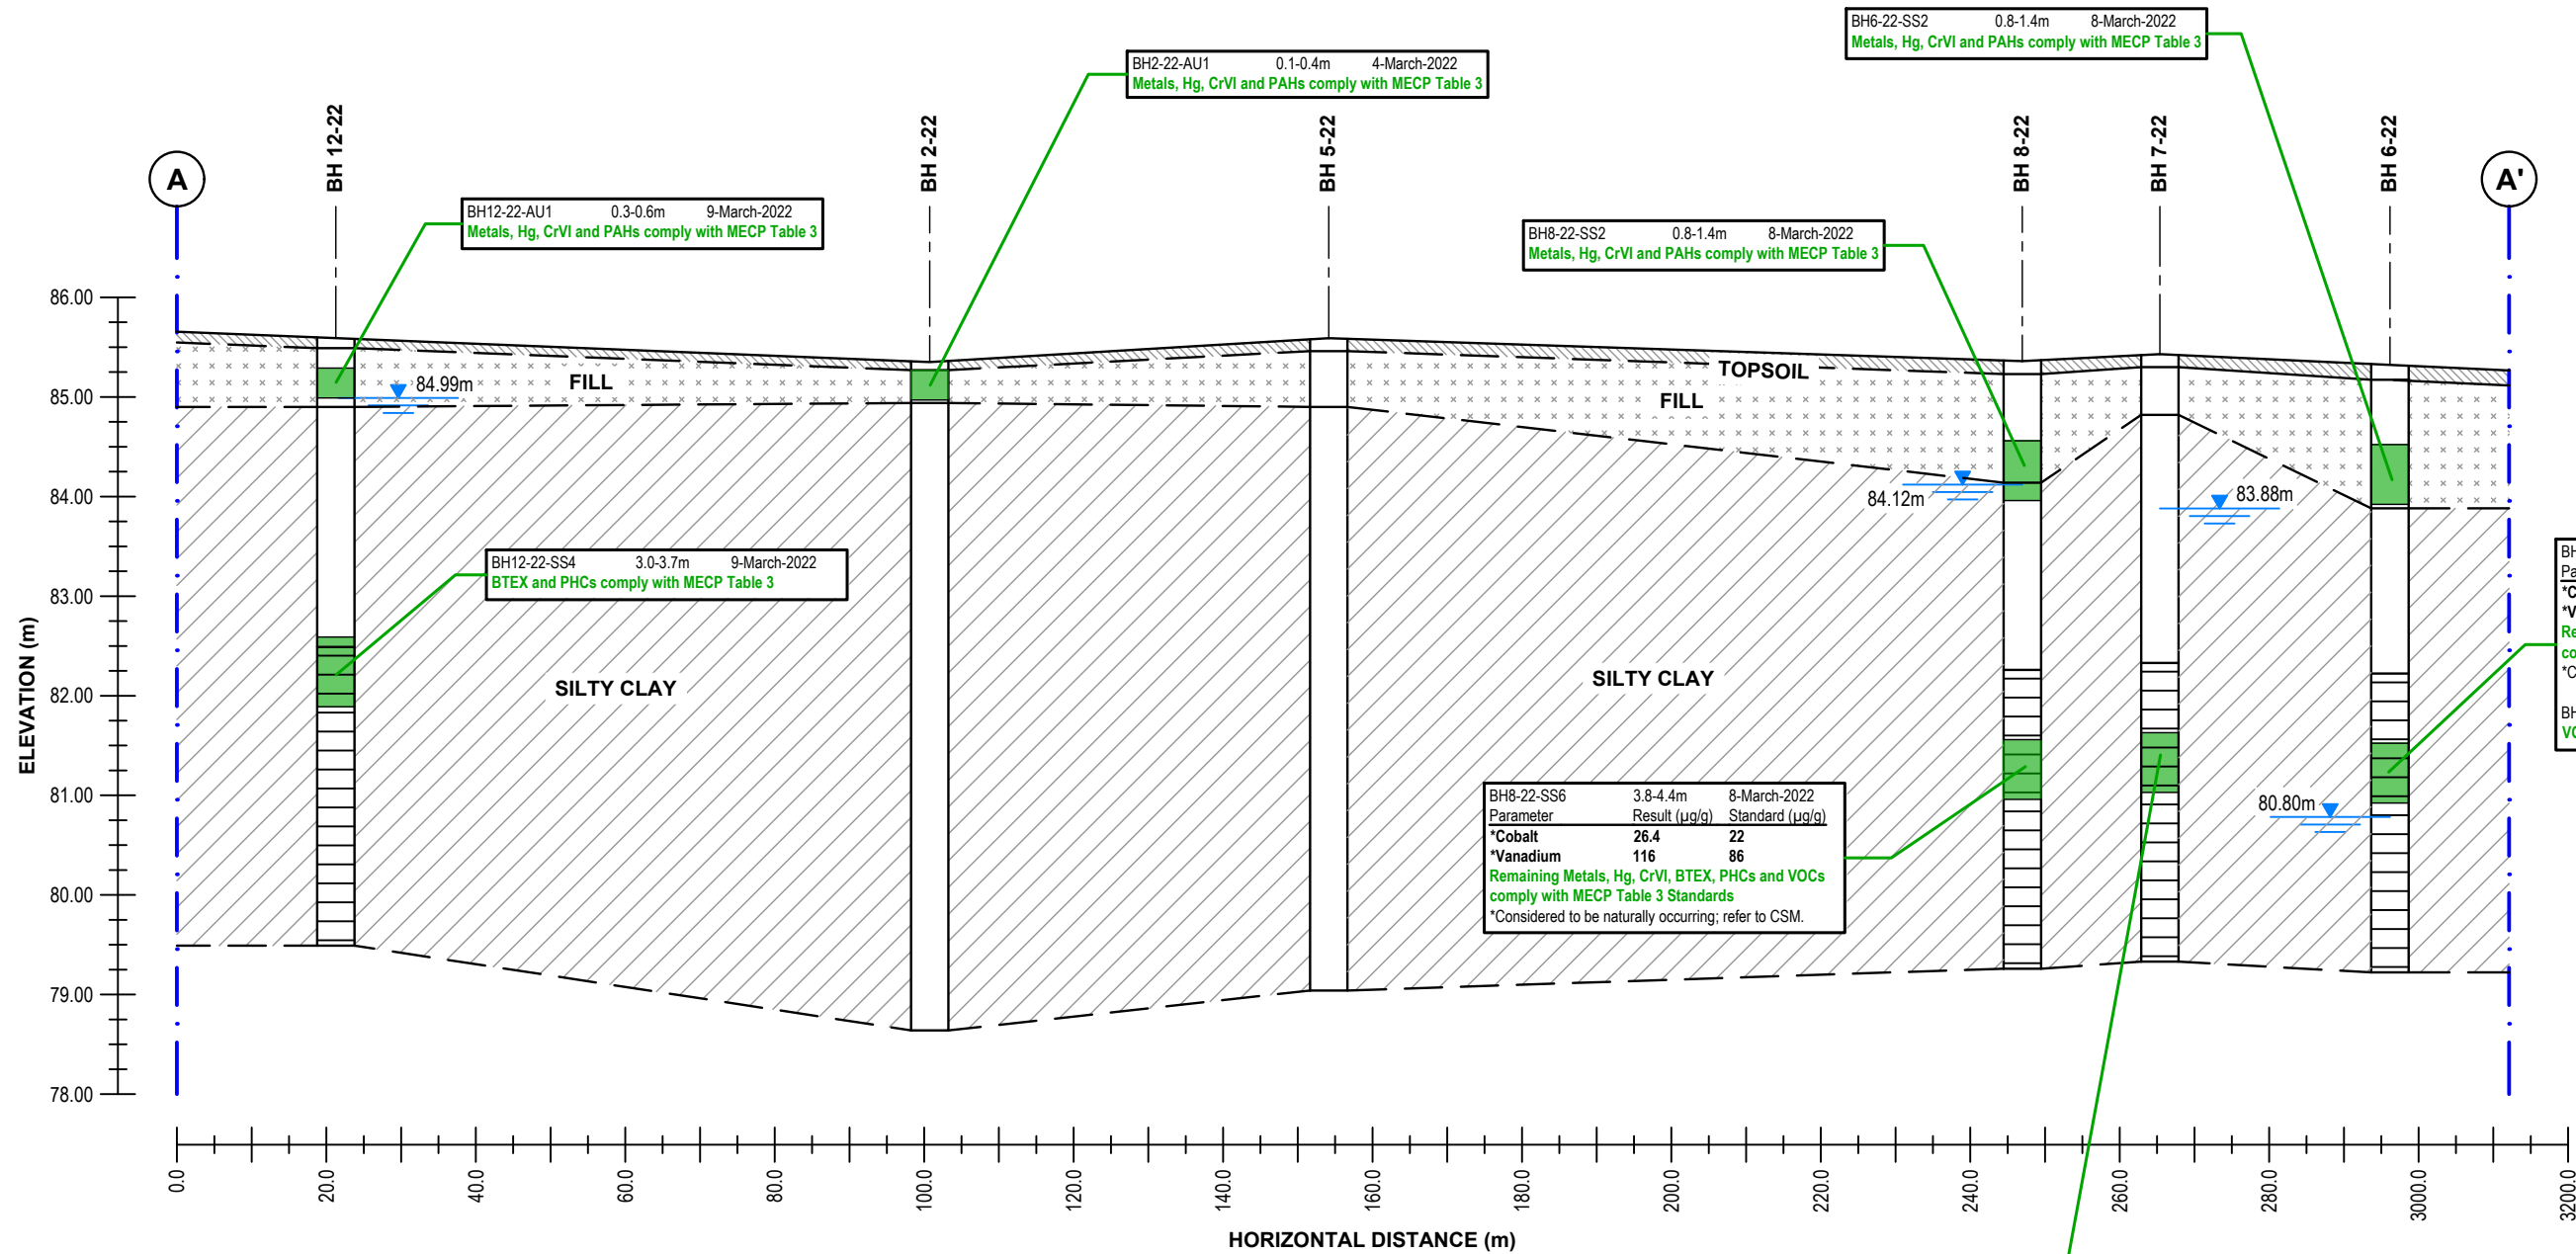 BH6-22-SS2 0.8-1.4m 8-March-2022
Metals, Hg, CrVI and PAHs comply with MECP Table 3
BH2-22-AU1 0.1-0.4m 4-March-2022
Metals, Hg, CrVI and PAHs comply with MECP Table 3
BH 12-22
BH 2-22
BH 5-22
BH 8-22
BH 7-22
BH 6-22
A
A'
BH12-22-AU1 0.3-0.6m 9-March-2022
Metals, Hg, CrVI and PAHs comply with MECP Table 3
BH8-22-SS2 0.8-1.4m 8-March-2022
Metals, Hg, CrVI and PAHs comply with MECP Table 3
86.00
85.00
84.00
83.00
82.00
81.00
80.00
79.00
78.00
ELEVATION (m)
84.99m
FILL
TOPSOIL
FILL
84.12m
83.88m
BH12-22-SS4 3.0-3.7m 9-March-2022
BTEX and PHCs comply with MECP Table 3
SILTY CLAY
SILTY CLAY
80.80m
BH8-22-SS6 3.8-4.4m 8-March-2022
Parameter Result (µg/g) Standard (µg/g)
*Cobalt 26.4 22
*Vanadium 116 86
Remaining Metals, Hg, CrVI, BTEX, PHCs and VOCs
comply with MECP Table 3 Standards
*Considered to be naturally occurring; refer to CSM.
BH
Pa
*C
*V
Re
co
*C
BH
VO
0.0 20.0 40.0 60.0 80.0 100.0 120.0 140.0 160.0 180.0 200.0 220.0 240.0 260.0 280.0 3000.0 3200.0
HORIZONTAL DISTANCE (m)